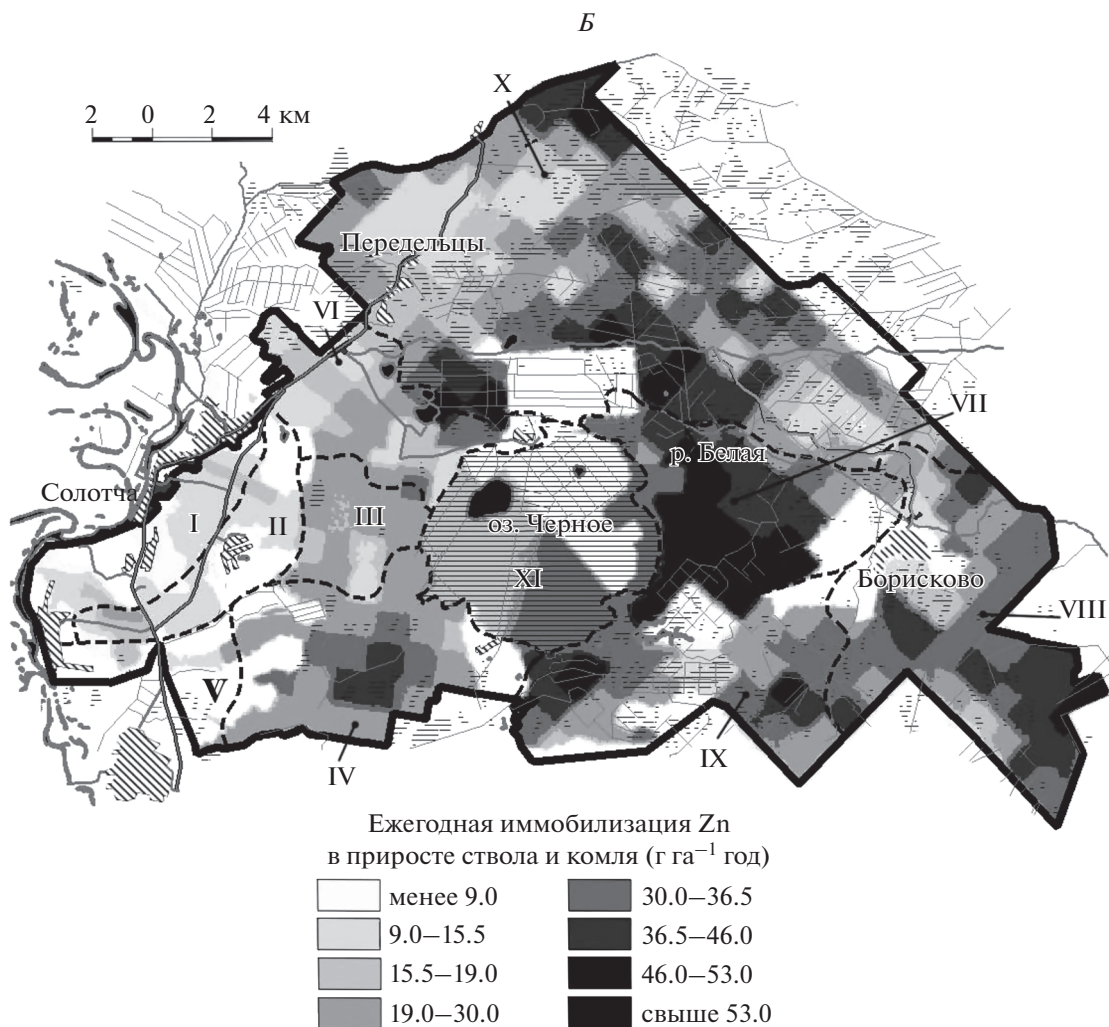 Б
X
2 0 2 4 км
Передельцы
VI
VII
р. Белая
Солотча
I
II
III
оз. Черное
XI
Борисково
VIII
V
IV
IX
Ежегодная иммобилизация Zn
в приросте ствола и комля (г га⁻¹ год)
менее 9.0
9.0–15.5
15.5–19.0
19.0–30.0
30.0–36.5
36.5–46.0
46.0–53.0
свыше 53.0